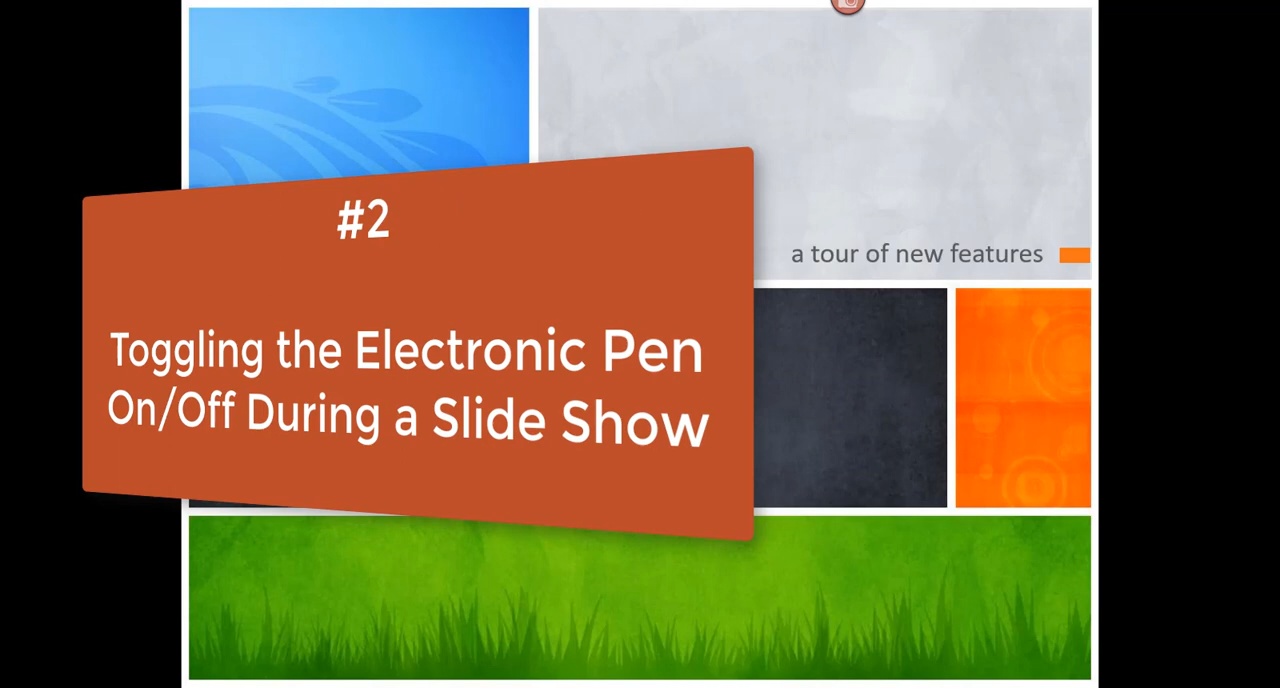 #2
Toggling the Electronic Pen
On/Off During a Slide Show
a tour of new features